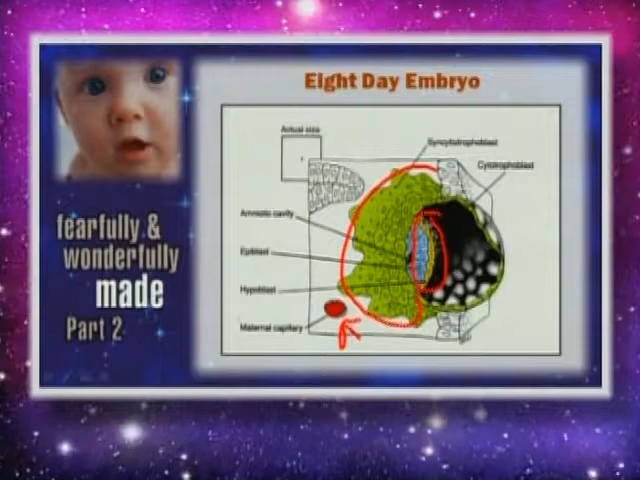 Eight Day Embryo
Actual size
Syncytiotrophoblast
Cytotrophoblast
Amniotic cavity
Epiblast
Hypoblast
Maternal capillary
fearfully &
wonderfully
made
Part 2